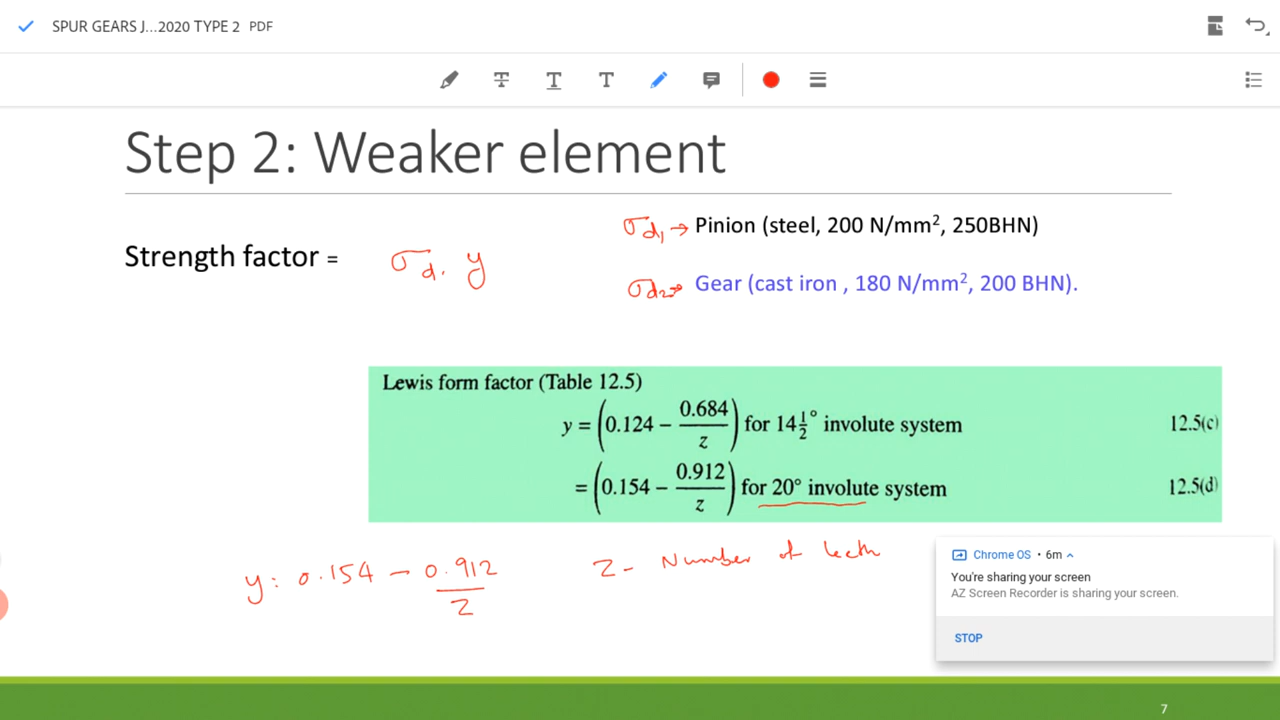 SPUR GEARS J...2020 TYPE 2 PDF
Step 2: Weaker element
σd1 → Pinion (steel, 200 N/mm², 250BHN)
Strength factor = σd. y
σd2 → Gear (cast iron , 180 N/mm², 200 BHN).
Lewis form factor (Table 12.5)
y = (0.124 − 0.684/z) for 14½° involute system 12.5(c)
= (0.154 − 0.912/z) for 20° involute system 12.5(d)
y: 0.154 − 0.912/z
Z - Number of teeth
Chrome OS • 6m
You're sharing your screen
AZ Screen Recorder is sharing your screen.
STOP
7